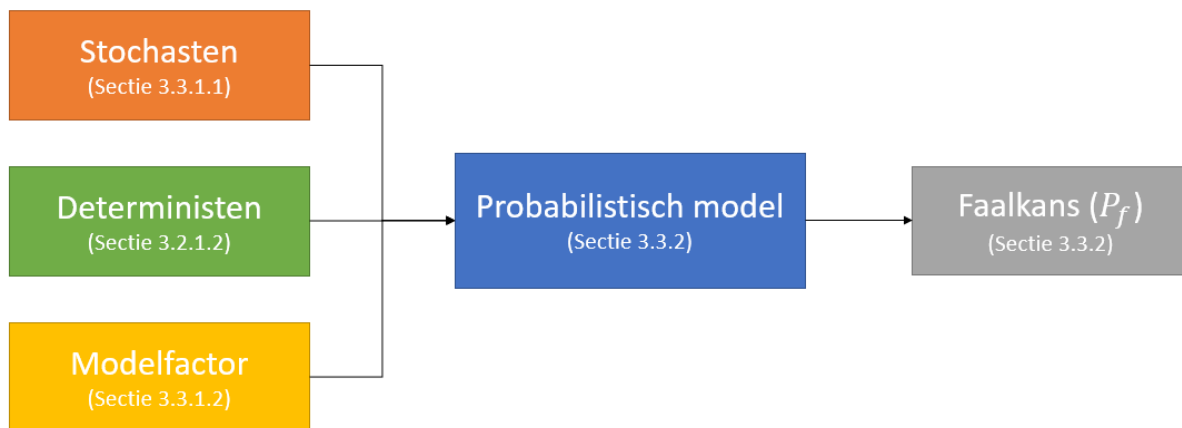 Stochasten
(Sectie 3.3.1.1)
Deterministen
(Sectie 3.2.1.2)
Modelfactor
(Sectie 3.3.1.2)
Probabilistisch model
(Sectie 3.3.2)
Faalkans (P_f)
(Sectie 3.3.2)